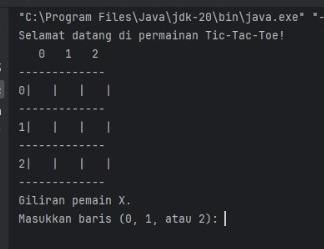 "C:\Program Files\Java\jdk-20\bin\java.exe" "-
Selamat datang di permainan Tic-Tac-Toe!
   0   1   2
-------------
0|   |   |   |
-------------
1|   |   |   |
-------------
2|   |   |   |
-------------
Giliran pemain X.
Masukkan baris (0, 1, atau 2):